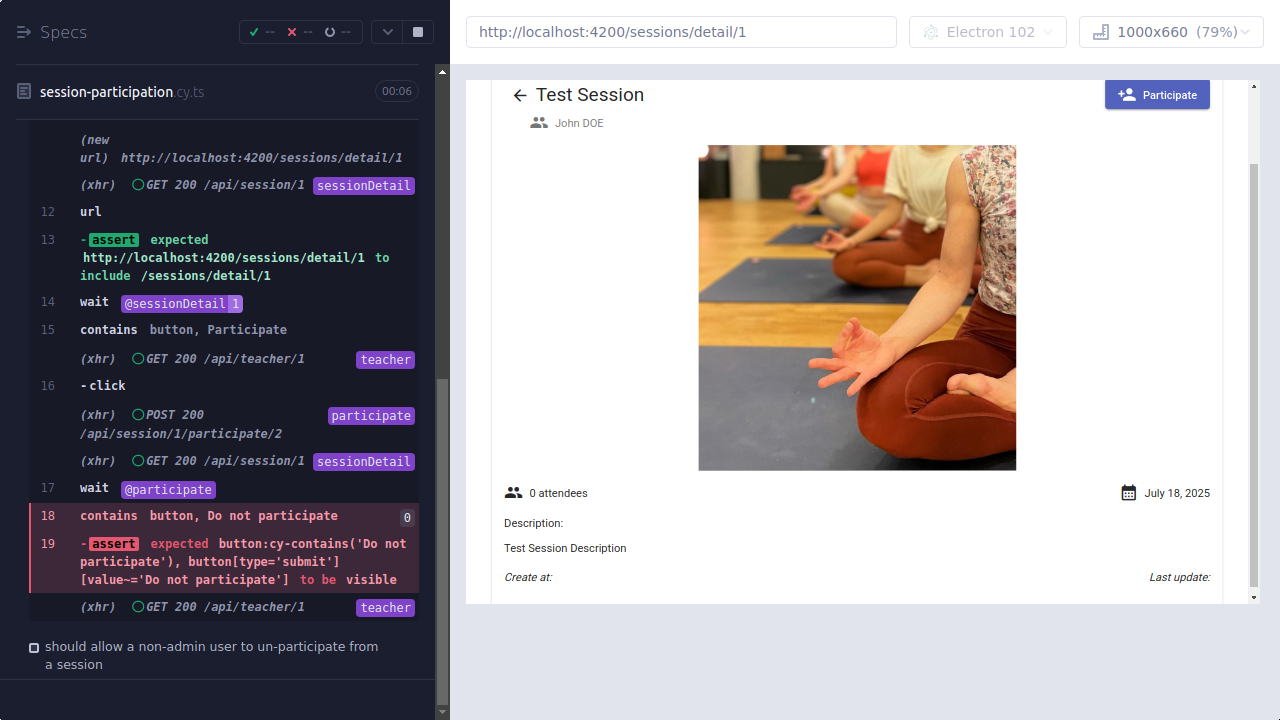 Specs
-- -- --
session-participation.cy.ts 00:06
(new
url) http://localhost:4200/sessions/detail/1
(xhr) GET 200 /api/session/1 sessionDetail
12 url
13 -assert expected
http://localhost:4200/sessions/detail/1 to
include /sessions/detail/1
14 wait @sessionDetail 1
15 contains button, Participate
(xhr) GET 200 /api/teacher/1 teacher
16 -click
(xhr) POST 200 participate
/api/session/1/participate/2
(xhr) GET 200 /api/session/1 sessionDetail
17 wait @participate
18 contains button, Do not participate 0
19 -assert expected button:cy-contains('Do not
participate'), button[type='submit']
[value~='Do not participate'] to be visible
(xhr) GET 200 /api/teacher/1 teacher
should allow a non-admin user to un-participate from
a session
http://localhost:4200/sessions/detail/1
Electron 102
1000x660 (79%)
Test Session
Participate
John DOE
0 attendees
July 18, 2025
Description:
Test Session Description
Create at:
Last update: